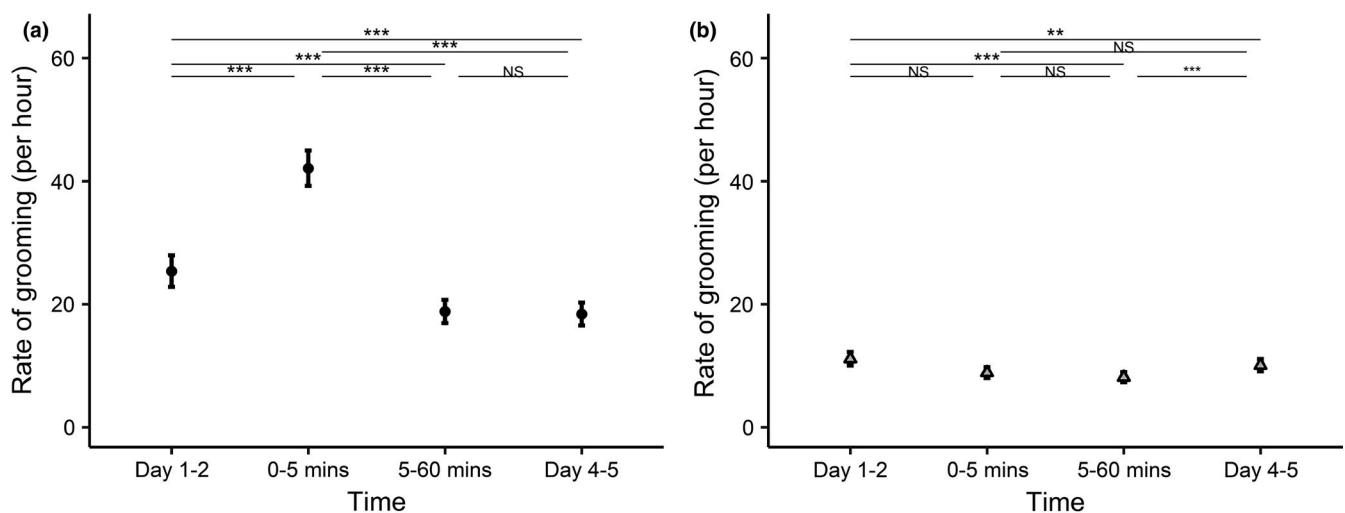 (a)
Rate of grooming (per hour)
60
40
20
0
***
***
***
***
***
NS
Day 1-2
0-5 mins
5-60 mins
Day 4-5
Time
(b)
Rate of grooming (per hour)
60
40
20
0
**
NS
***
NS
NS
***
Day 1-2
0-5 mins
5-60 mins
Day 4-5
Time